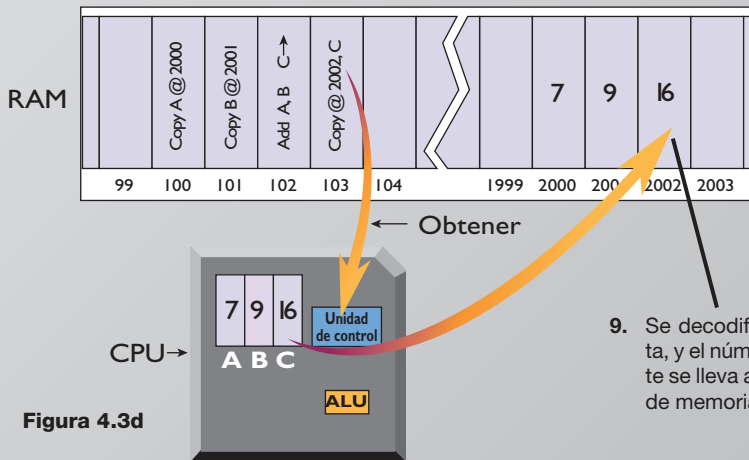 RAM
Copy A @ 2000
Copy B @ 2001
Add A, B C→
Copy @ 2002, C
7 9 16
99 100 101 102 103 104 1999 2000 2002 2003
← Obtener
7 9 16
Unidad
de control
CPU→
A B C
ALU
9. Se decodif
ta, y el núm
te se lleva a
de memoria
Figura 4.3d